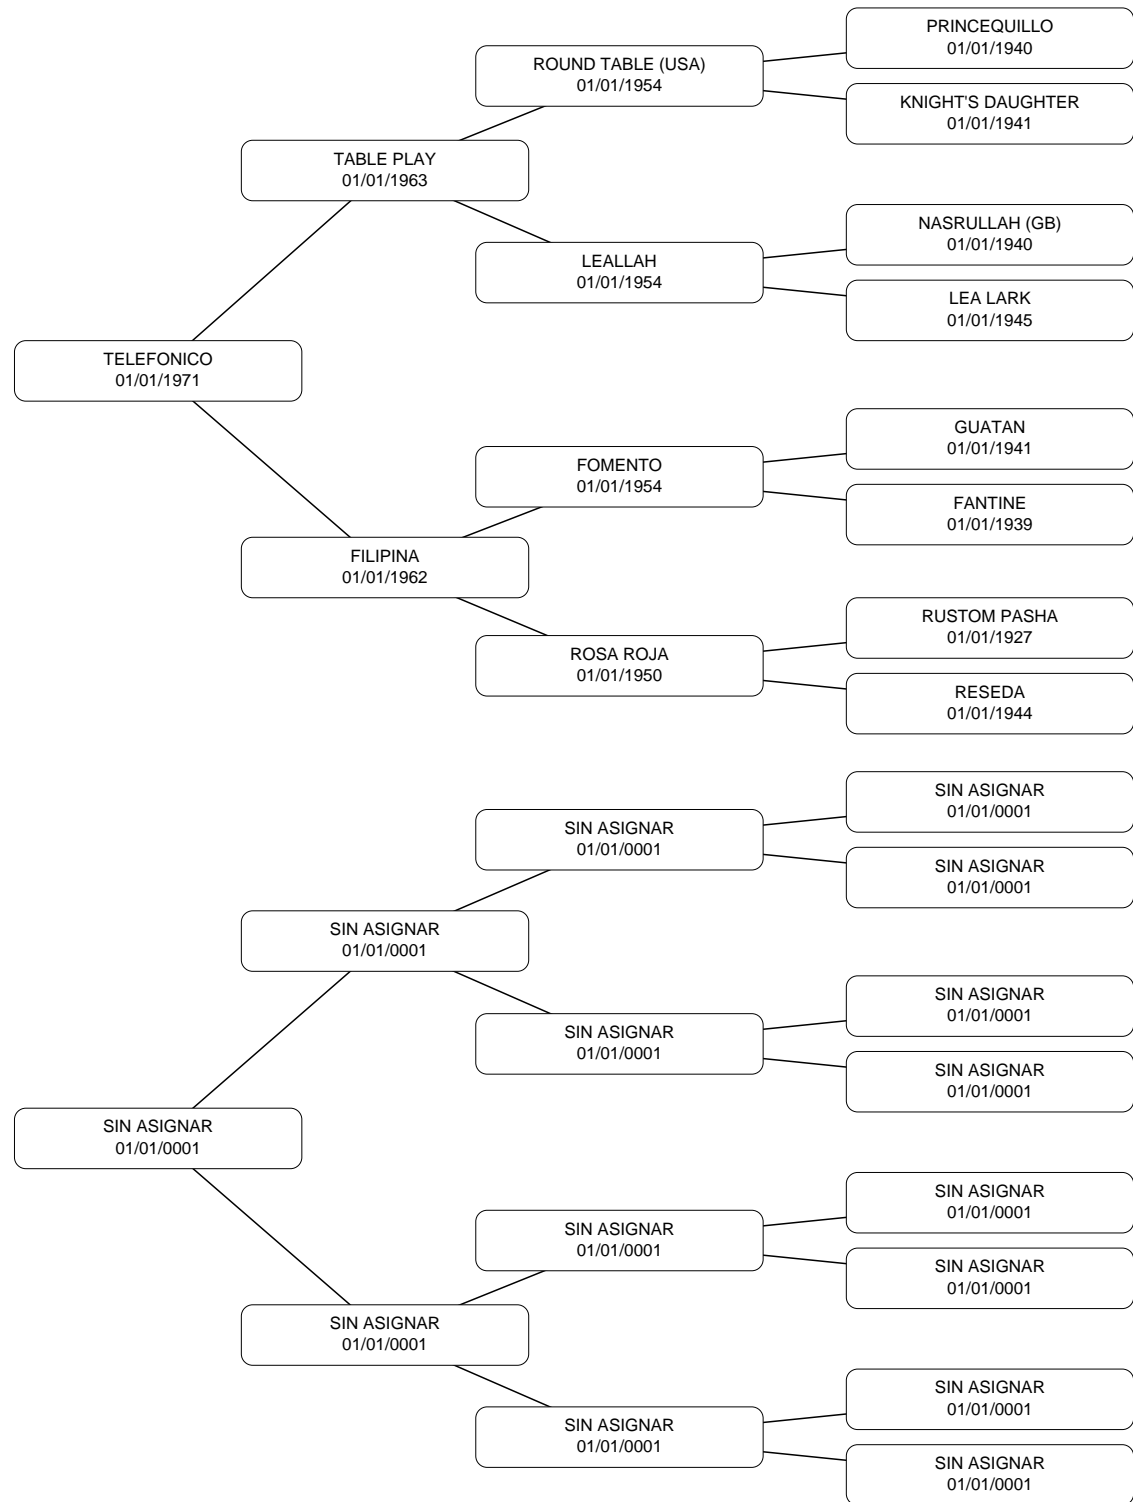 PRINCEQUILLO
01/01/1940
ROUND TABLE (USA)
01/01/1954
KNIGHT'S DAUGHTER
01/01/1941
TABLE PLAY
01/01/1963
NASRULLAH (GB)
01/01/1940
LEALLAH
01/01/1954
LEA LARK
01/01/1945
TELEFONICO
01/01/1971
GUATAN
01/01/1941
FOMENTO
01/01/1954
FANTINE
01/01/1939
FILIPINA
01/01/1962
RUSTOM PASHA
01/01/1927
ROSA ROJA
01/01/1950
RESEDA
01/01/1944
SIN ASIGNAR
01/01/0001
SIN ASIGNAR
01/01/0001
SIN ASIGNAR
01/01/0001
SIN ASIGNAR
01/01/0001
SIN ASIGNAR
01/01/0001
SIN ASIGNAR
01/01/0001
SIN ASIGNAR
01/01/0001
SIN ASIGNAR
01/01/0001
SIN ASIGNAR
01/01/0001
SIN ASIGNAR
01/01/0001
SIN ASIGNAR
01/01/0001
SIN ASIGNAR
01/01/0001
SIN ASIGNAR
01/01/0001
SIN ASIGNAR
01/01/0001
SIN ASIGNAR
01/01/0001